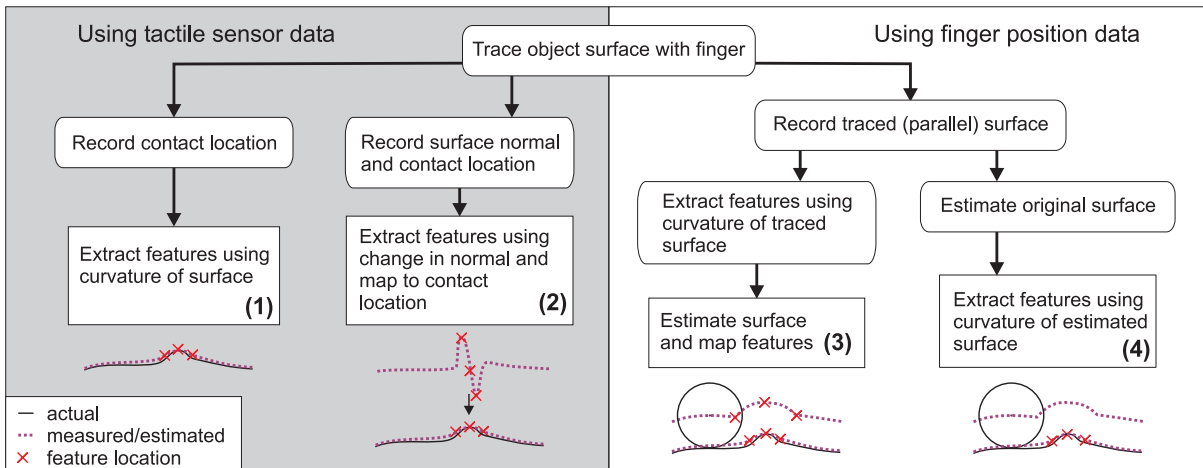 Using tactile sensor data
Using finger position data
Trace object surface with finger
Record contact location
Record surface normal
and contact location
Record traced (parallel) surface
Extract features using
curvature of traced
surface
Estimate original surface
Extract features using
curvature of surface
(1)
Extract features using
change in normal and
map to contact
location
(2)
Estimate surface
and map features
(3)
Extract features using
curvature of estimated
surface
(4)
actual
measured/estimated
feature location